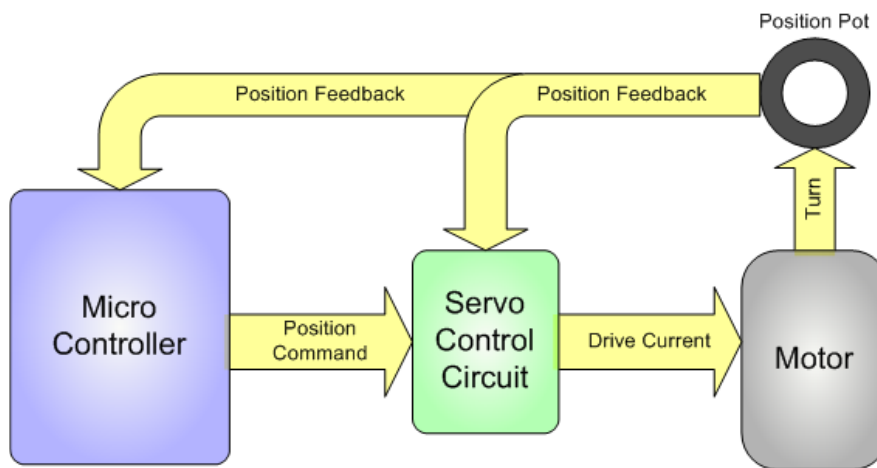 Position Pot
Position Feedback
Position Feedback
Turn
Micro
Controller
Position
Command
Servo
Control
Circuit
Drive Current
Motor